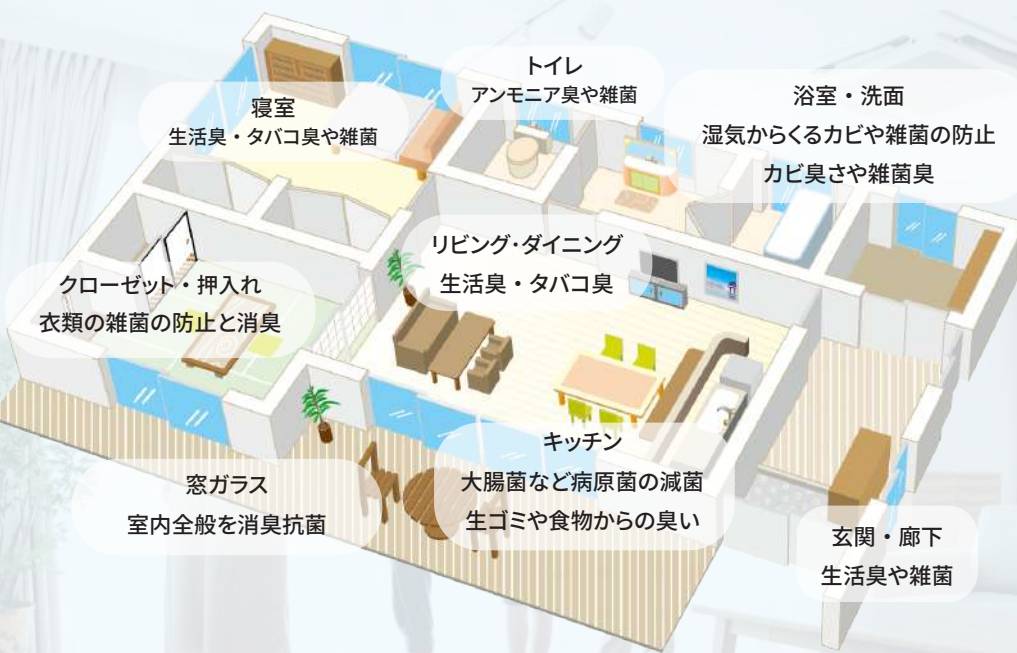 トイレ
アンモニア臭や雑菌
寝室
生活臭・タバコ臭や雑菌
浴室・洗面
湿気からくるカビや雑菌の防止
カビ臭さや雑菌臭
リビング・ダイニング
生活臭・タバコ臭
クローゼット・押入れ
衣類の雑菌の防止と消臭
キッチン
大腸菌など病原菌の減菌
生ゴミや食物からの臭い
窓ガラス
室内全般を消臭抗菌
玄関・廊下
生活臭や雑菌